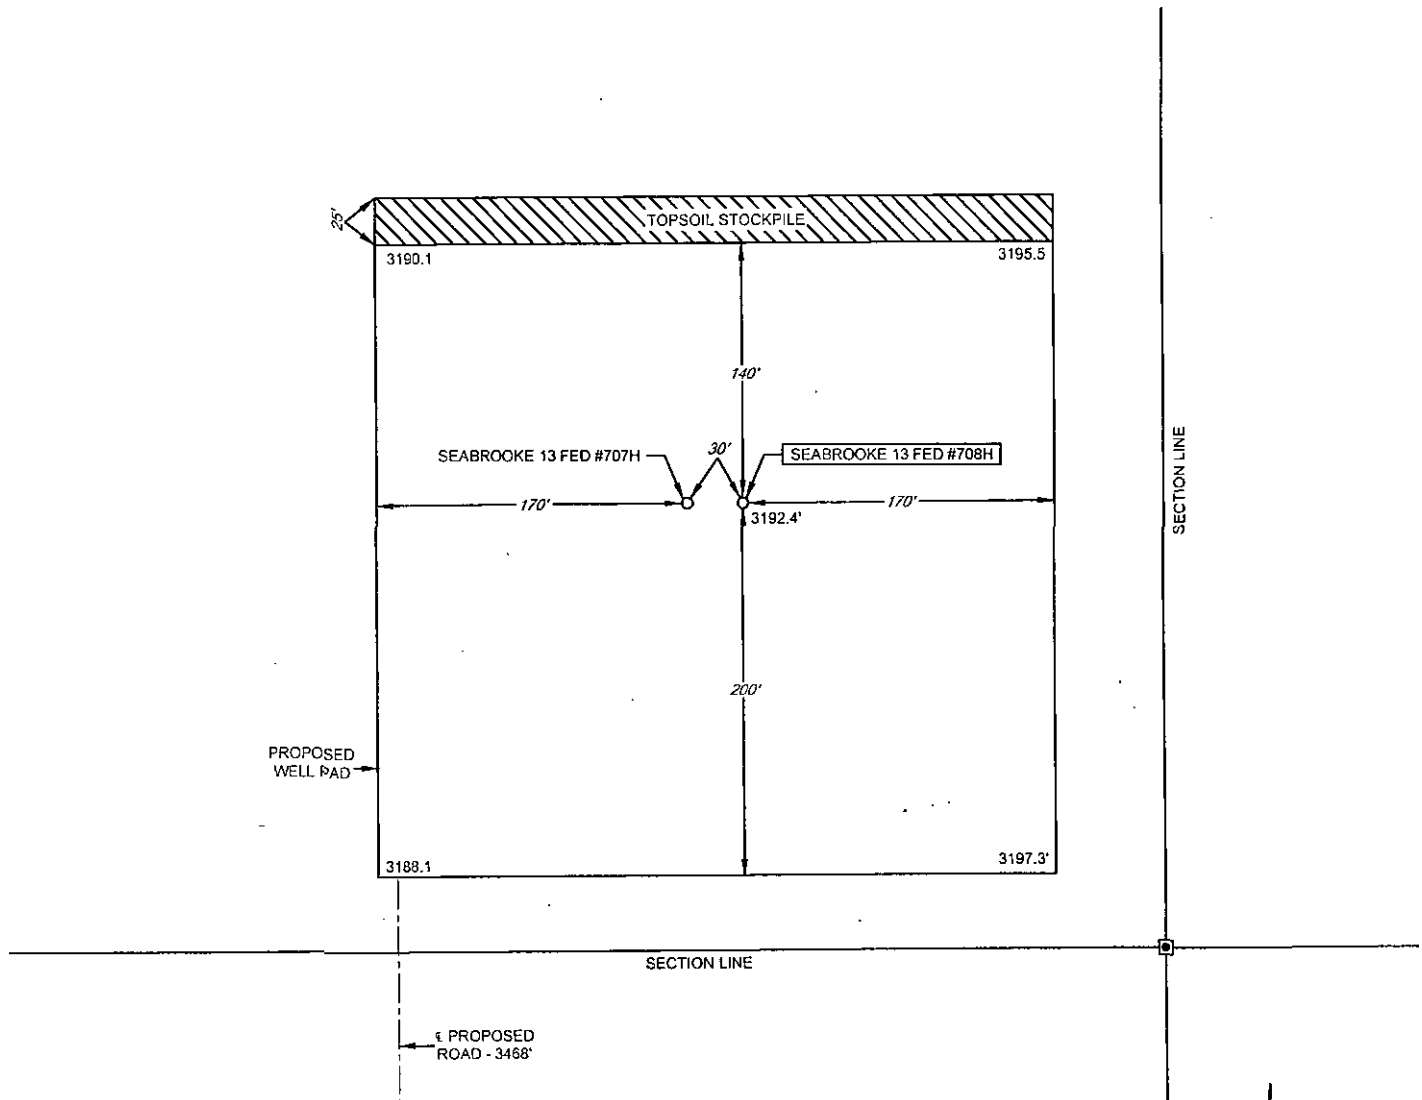 25'
TOPSOIL STOCKPILE
3190.1
3195.5
140'
SEABROOKE 13 FED #707H
30'
SEABROOKE 13 FED #708H
170'
170'
3192.4'
SECTION LINE
200'
PROPOSED
WELL PAD
3188.1
3197.3'
SECTION LINE
℄ PROPOSED
ROAD - 3468'